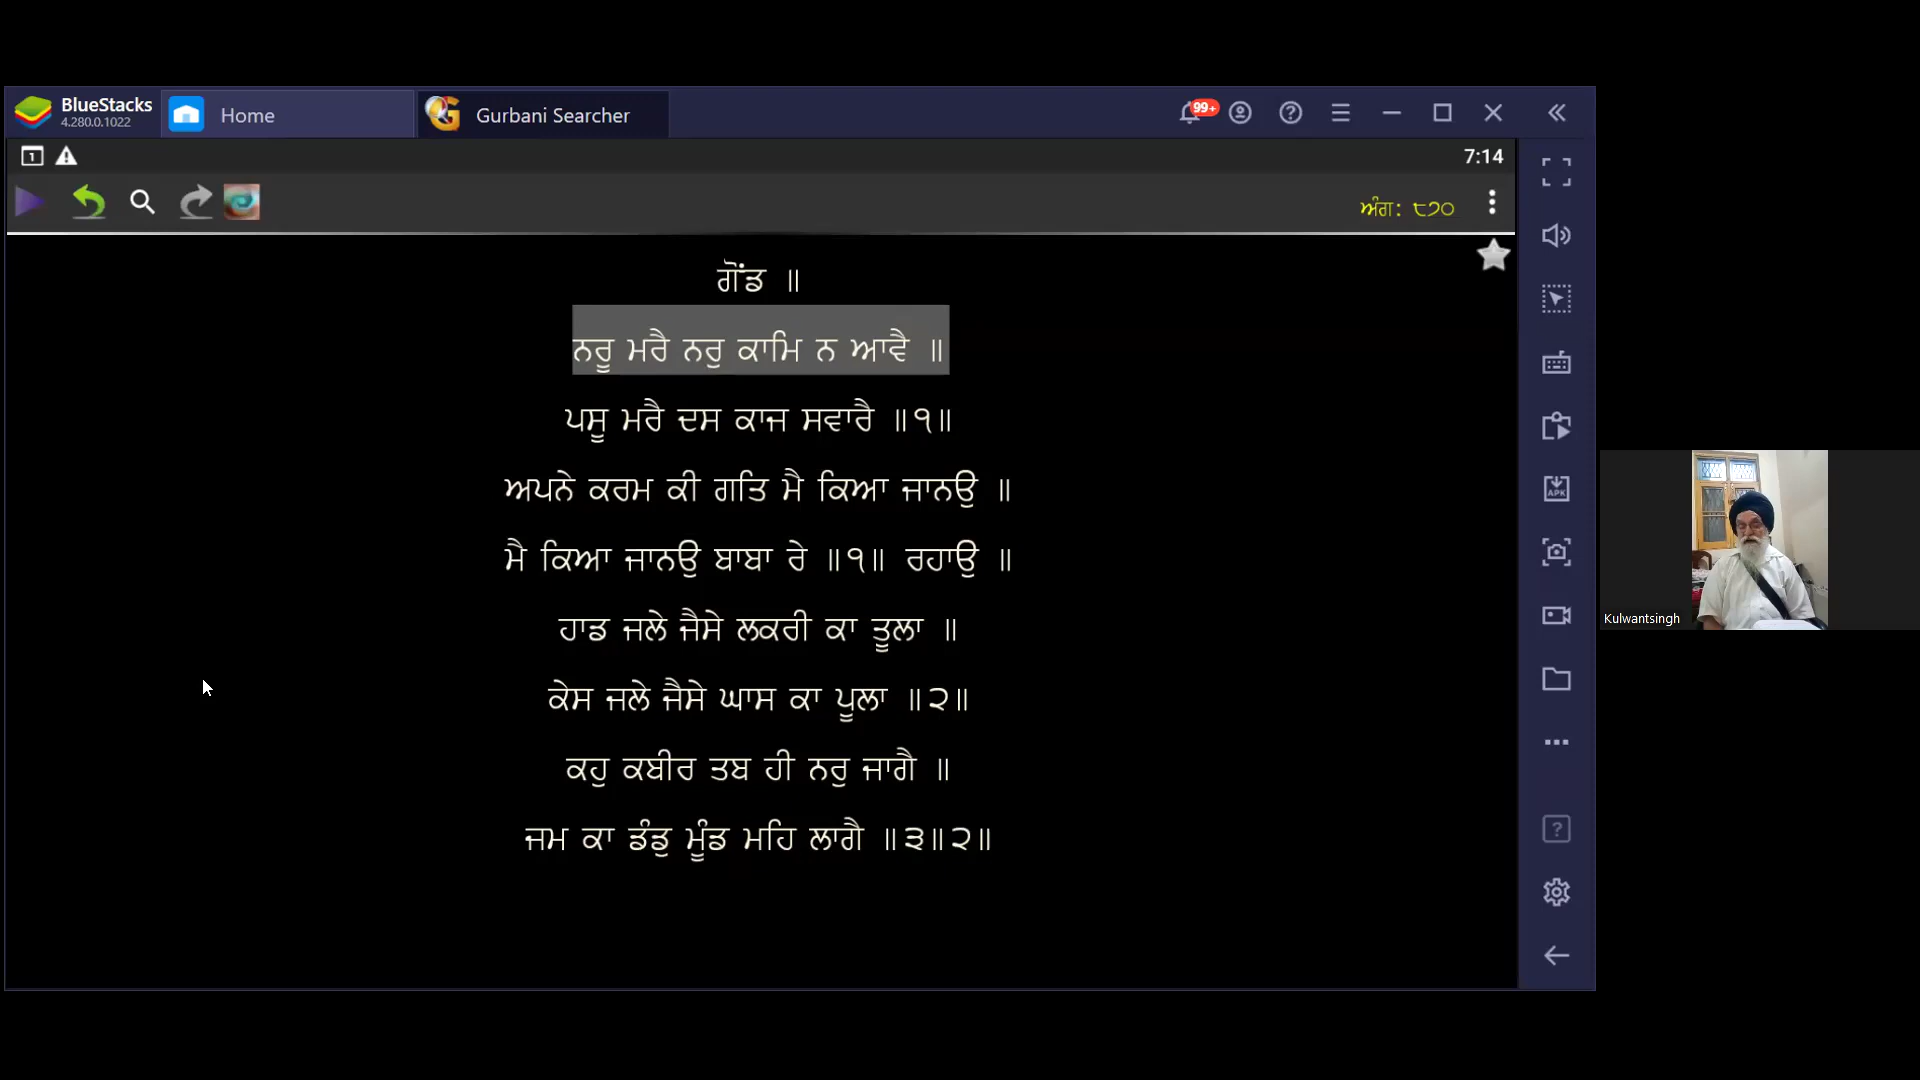 BlueStacks
4.280.0.1022
Home
Gurbani Searcher
99+
1
7:14
ਅੰਗ: ੮੭੦
ਗੋਂਡ ॥
ਨਰੂ ਮਰੈ ਨਰੁ ਕਾਮਿ ਨ ਆਵੈ ॥
ਪਸੂ ਮਰੈ ਦਸ ਕਾਜ ਸਵਾਰੈ ॥੧॥
ਅਪਨੇ ਕਰਮ ਕੀ ਗਤਿ ਮੈ ਕਿਆ ਜਾਨਉ ॥
ਮੈ ਕਿਆ ਜਾਨਉ ਬਾਬਾ ਰੇ ॥੧॥ ਰਹਾਉ ॥
ਹਾਡ ਜਲੇ ਜੈਸੇ ਲਕਰੀ ਕਾ ਤੂਲਾ ॥
ਕੇਸ ਜਲੇ ਜੈਸੇ ਘਾਸ ਕਾ ਪੂਲਾ ॥੨॥
ਕਹੁ ਕਬੀਰ ਤਬ ਹੀ ਨਰੁ ਜਾਗੈ ॥
ਜਮ ਕਾ ਡੰਡੁ ਮੂੰਡ ਮਹਿ ਲਾਗੈ ॥੩॥੨॥
APK
Kulwantsingh